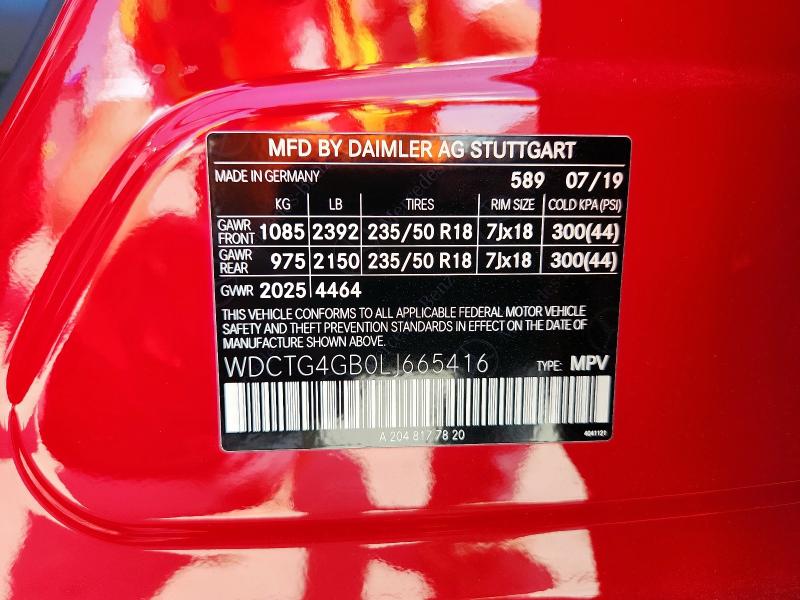 MFD BY DAIMLER AG STUTTGART
MADE IN GERMANY 589 07/19
KG LB TIRES RIM SIZE COLD KPA (PSI)
GAWR FRONT 1085 2392 235/50 R18 7Jx18 300(44)
GAWR REAR 975 2150 235/50 R18 7Jx18 300(44)
GVWR 2025 4464
THIS VEHICLE CONFORMS TO ALL APPLICABLE FEDERAL MOTOR VEHICLE
SAFETY AND THEFT PREVENTION STANDARDS IN EFFECT ON THE DATE OF
MANUFACTURE SHOWN ABOVE.
WDCTG4GB0LJ665416 TYPE: MPV
A 204 817 78 20 4041121